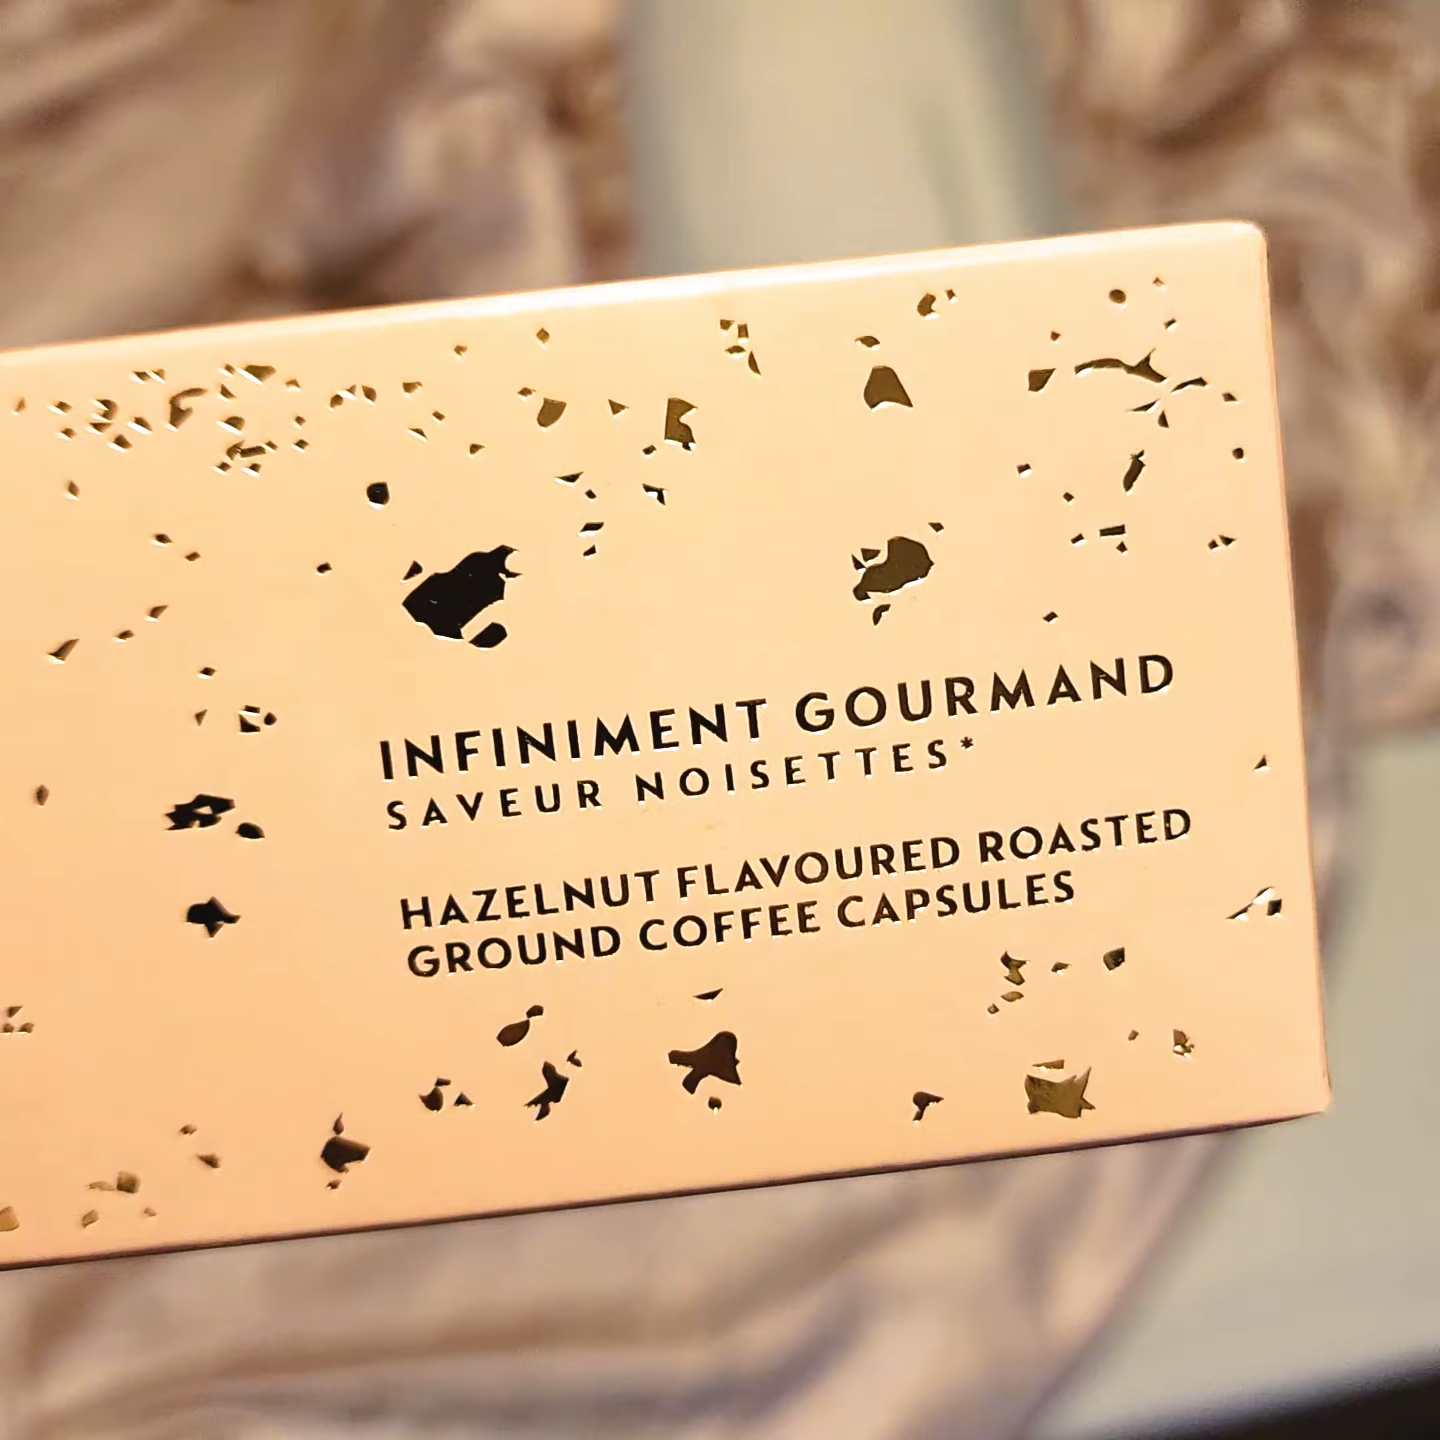 INFINIMENT GOURMAND
SAVEUR NOISETTES*
HAZELNUT FLAVOURED ROASTED
GROUND COFFEE CAPSULES